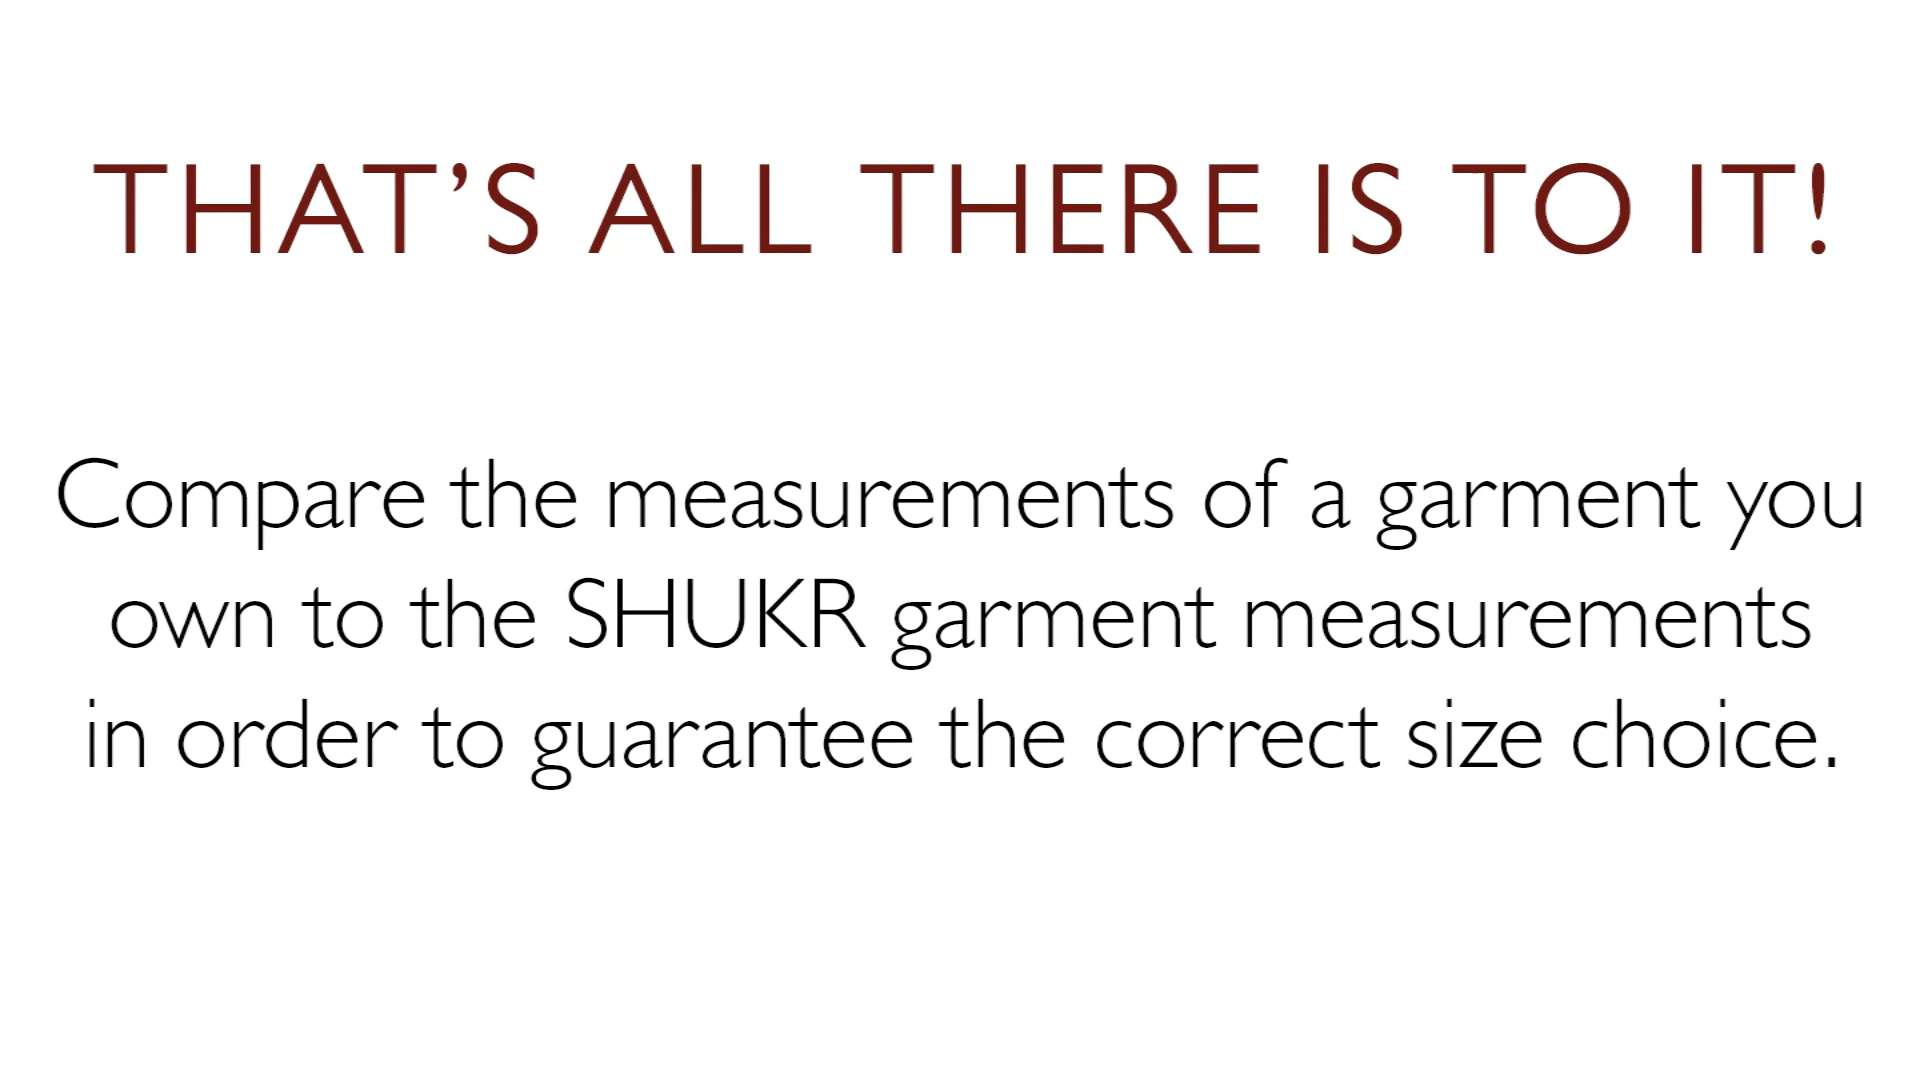 THAT’S ALL THERE IS TO IT!
Compare the measurements of a garment you
own to the SHUKR garment measurements
in order to guarantee the correct size choice.